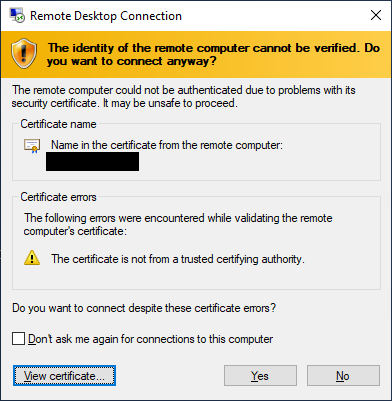 Remote Desktop Connection
The identity of the remote computer cannot be verified. Do
you want to connect anyway?
The remote computer could not be authenticated due to problems with its
security certificate. It may be unsafe to proceed.
Certificate name
Name in the certificate from the remote computer:
Certificate errors
The following errors were encountered while validating the remote
computer's certificate:
The certificate is not from a trusted certifying authority.
Do you want to connect despite these certificate errors?
Don't ask me again for connections to this computer
View certificate...
Yes
No